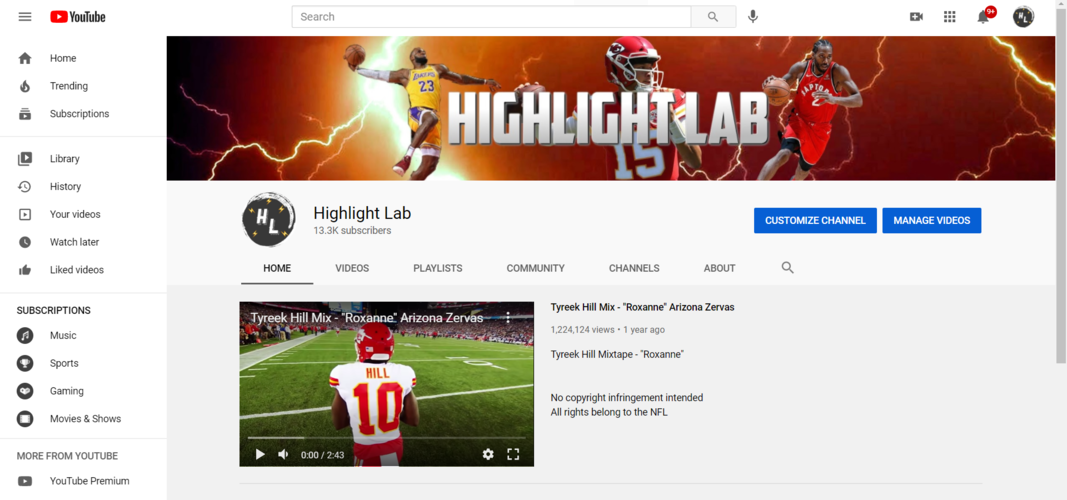 YouTube
Search
9+
HL
Home
Trending
Subscriptions
Library
History
Your videos
Watch later
Liked videos
SUBSCRIPTIONS
Music
Sports
Gaming
Movies & Shows
MORE FROM YOUTUBE
YouTube Premium
LAKERS
23
HIGHLIGHT LAB
15
RAPTORS
2
HL
Highlight Lab
13.3K subscribers
CUSTOMIZE CHANNEL
MANAGE VIDEOS
HOME
VIDEOS
PLAYLISTS
COMMUNITY
CHANNELS
ABOUT
Tyreek Hill Mix - "Roxanne" Arizona Zervas
HILL
10
0:00 / 2:43
Tyreek Hill Mix - "Roxanne" Arizona Zervas
1,224,124 views • 1 year ago
Tyreek Hill Mixtape - "Roxanne"
No copyright infringement intended
All rights belong to the NFL